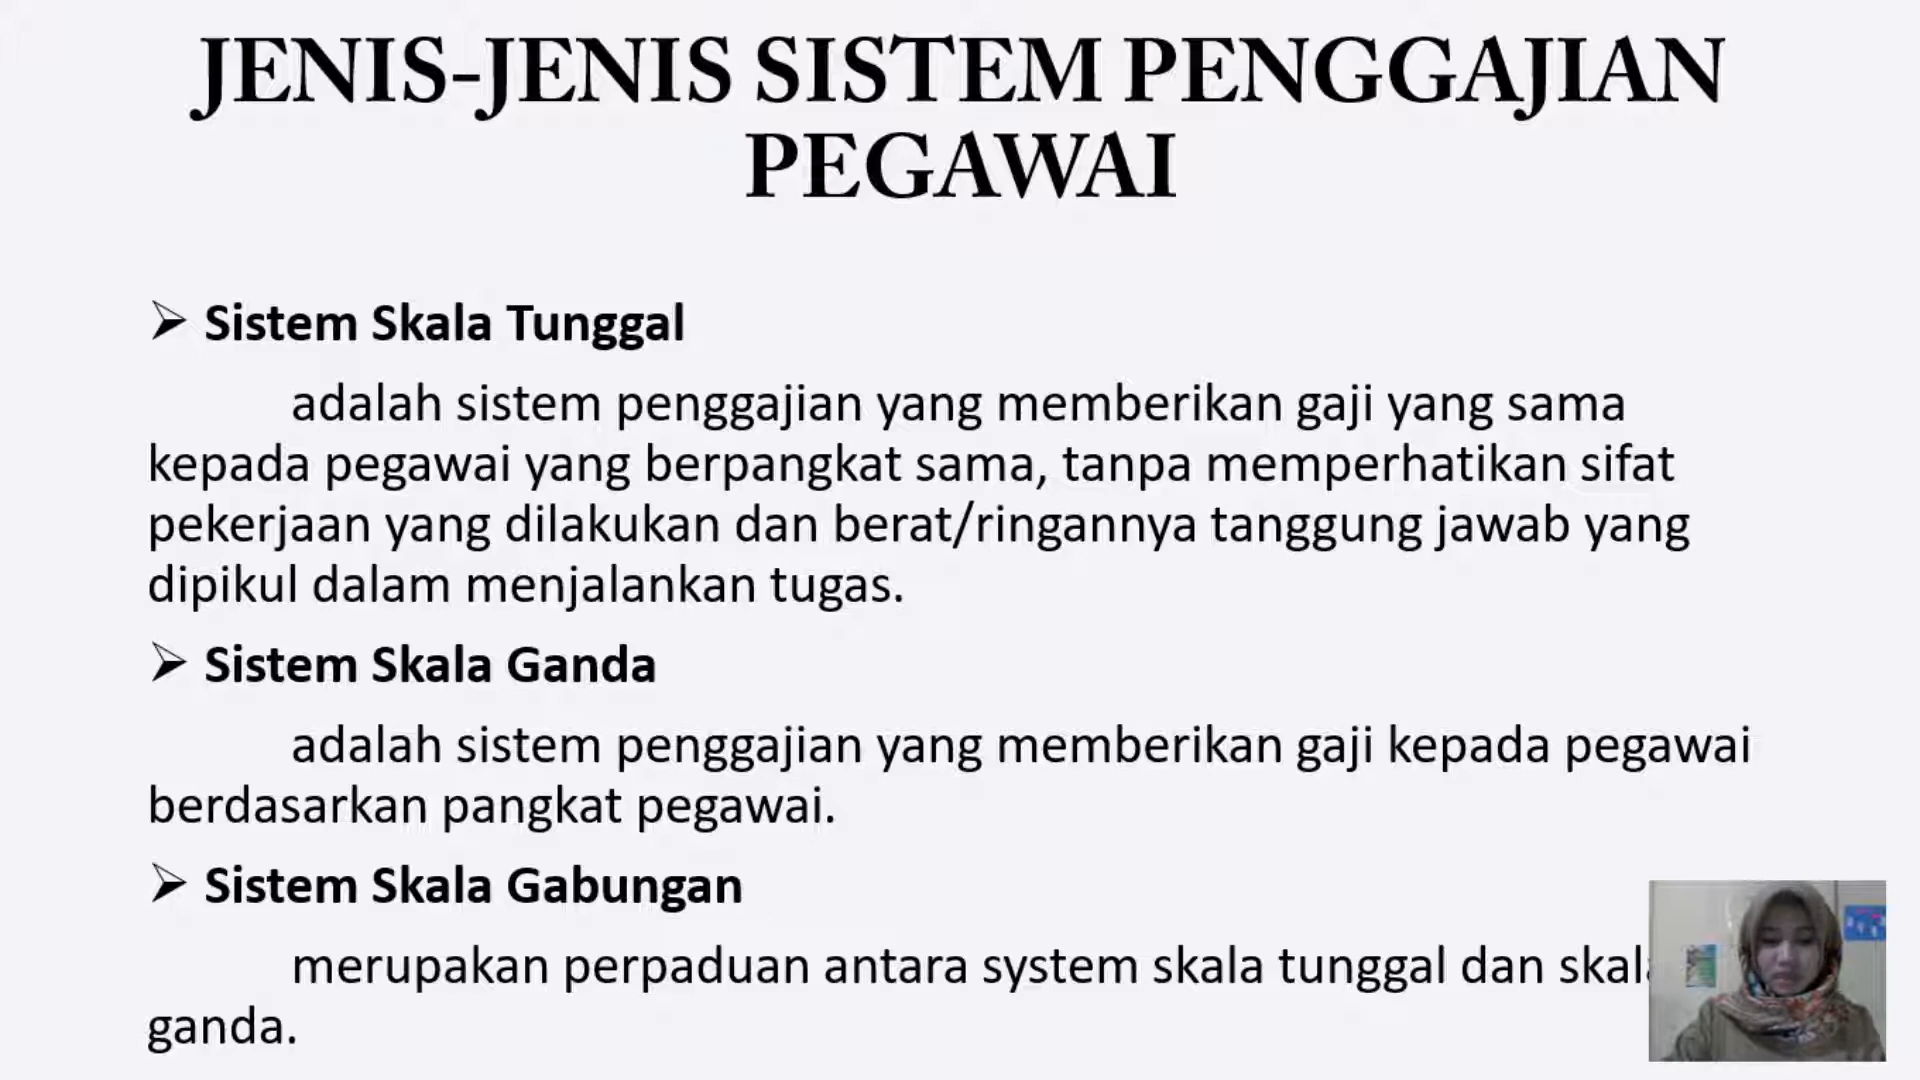 JENIS-JENIS SISTEM PENGGAJIAN
PEGAWAI
Sistem Skala Tunggal
adalah sistem penggajian yang memberikan gaji yang sama
kepada pegawai yang berpangkat sama, tanpa memperhatikan sifat
pekerjaan yang dilakukan dan berat/ringannya tanggung jawab yang
dipikul dalam menjalankan tugas.
Sistem Skala Ganda
adalah sistem penggajian yang memberikan gaji kepada pegawai
berdasarkan pangkat pegawai.
Sistem Skala Gabungan
merupakan perpaduan antara system skala tunggal dan
ganda.